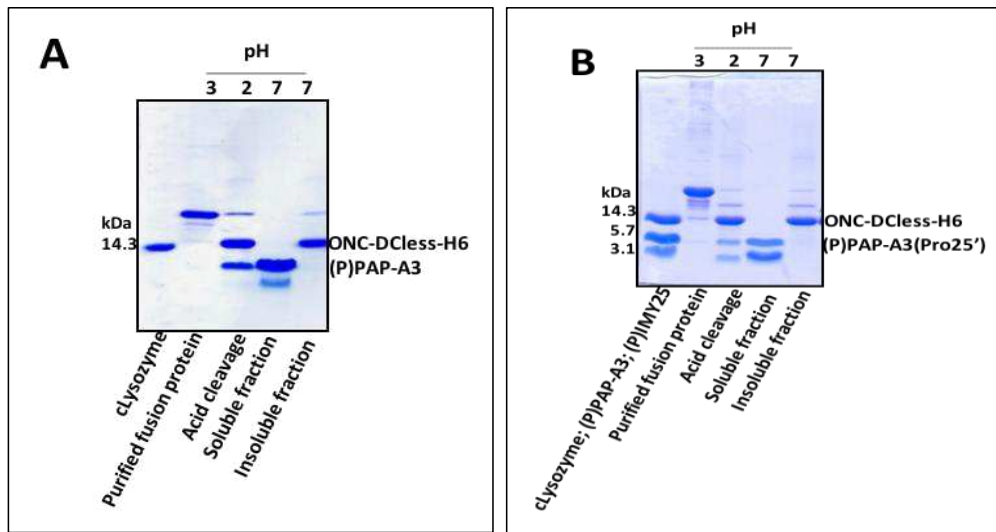 A
pH
3 2 7 7
kDa
14.3
ONC-DCless-H6
(P)PAP-A3
cLysozyme
Purified fusion protein
Acid cleavage
Soluble fraction
Insoluble fraction
B
pH
3 2 7 7
kDa
14.3
5.7
3.1
ONC-DCless-H6
(P)PAP-A3(Pro25')
cLysozyme; (P)PAP-A3; (P)IMY25
Purified fusion protein
Acid cleavage
Soluble fraction
Insoluble fraction